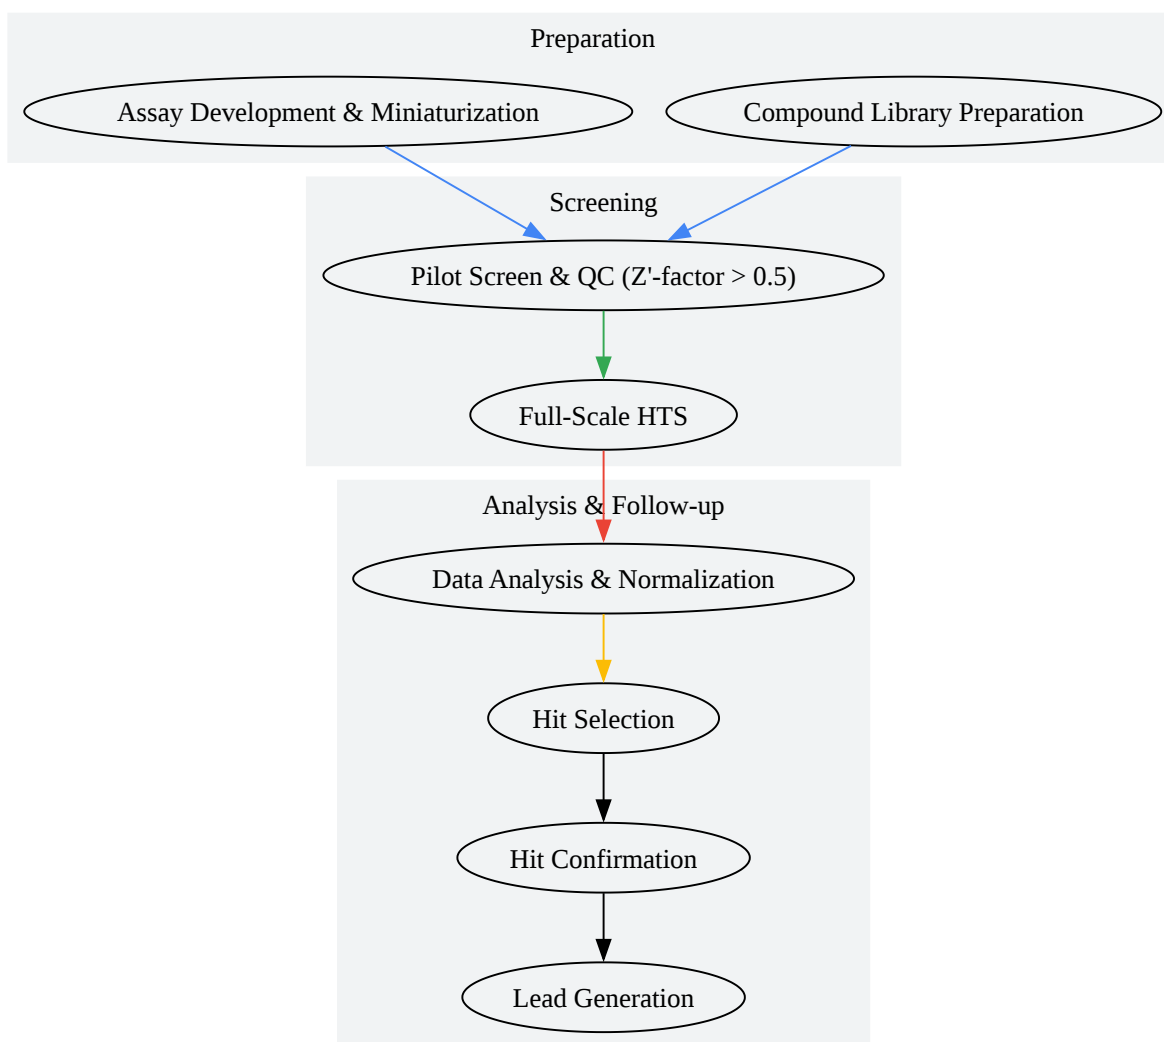 Preparation
Assay Development & Miniaturization
Compound Library Preparation
Screening
Pilot Screen & QC (Z'-factor > 0.5)
Full-Scale HTS
Analysis & Follow-up
Data Analysis & Normalization
Hit Selection
Hit Confirmation
Lead Generation